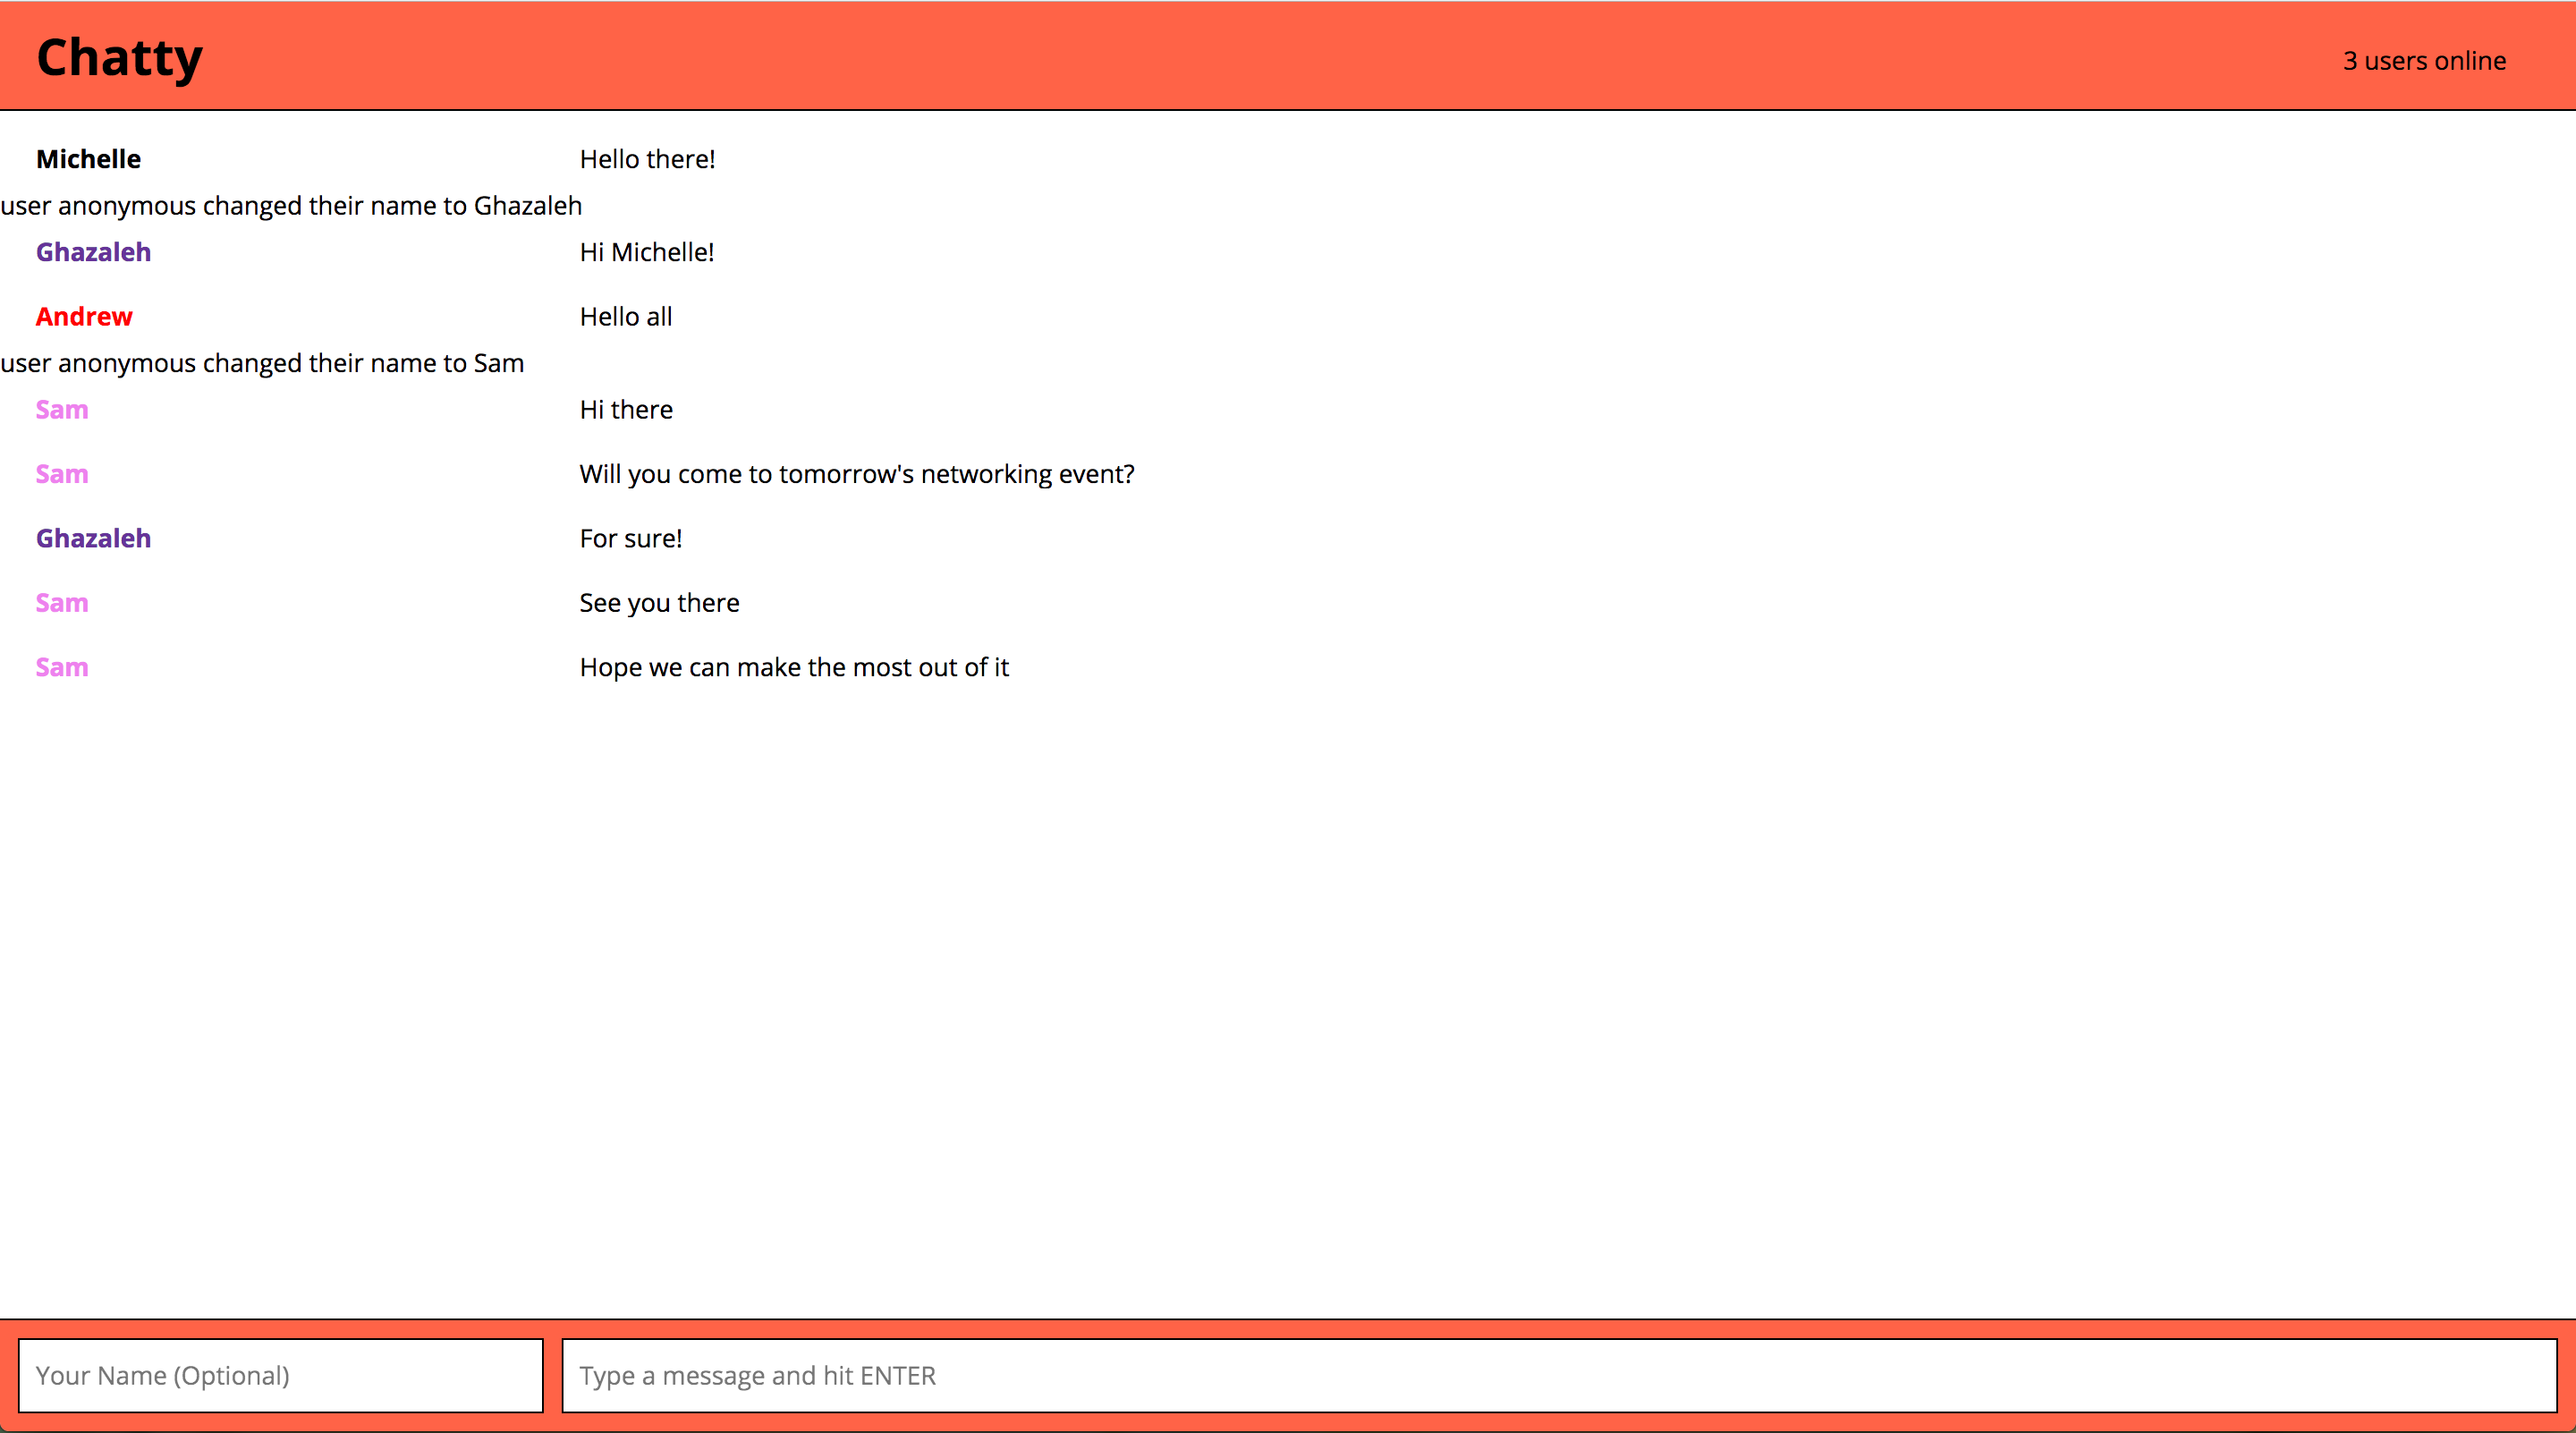 Chatty 3 users online
Michelle Hello there!
user anonymous changed their name to Ghazaleh
Ghazaleh Hi Michelle!
Andrew Hello all
user anonymous changed their name to Sam
Sam Hi there
Sam Will you come to tomorrow's networking event?
Ghazaleh For sure!
Sam See you there
Sam Hope we can make the most out of it
Your Name (Optional) Type a message and hit ENTER